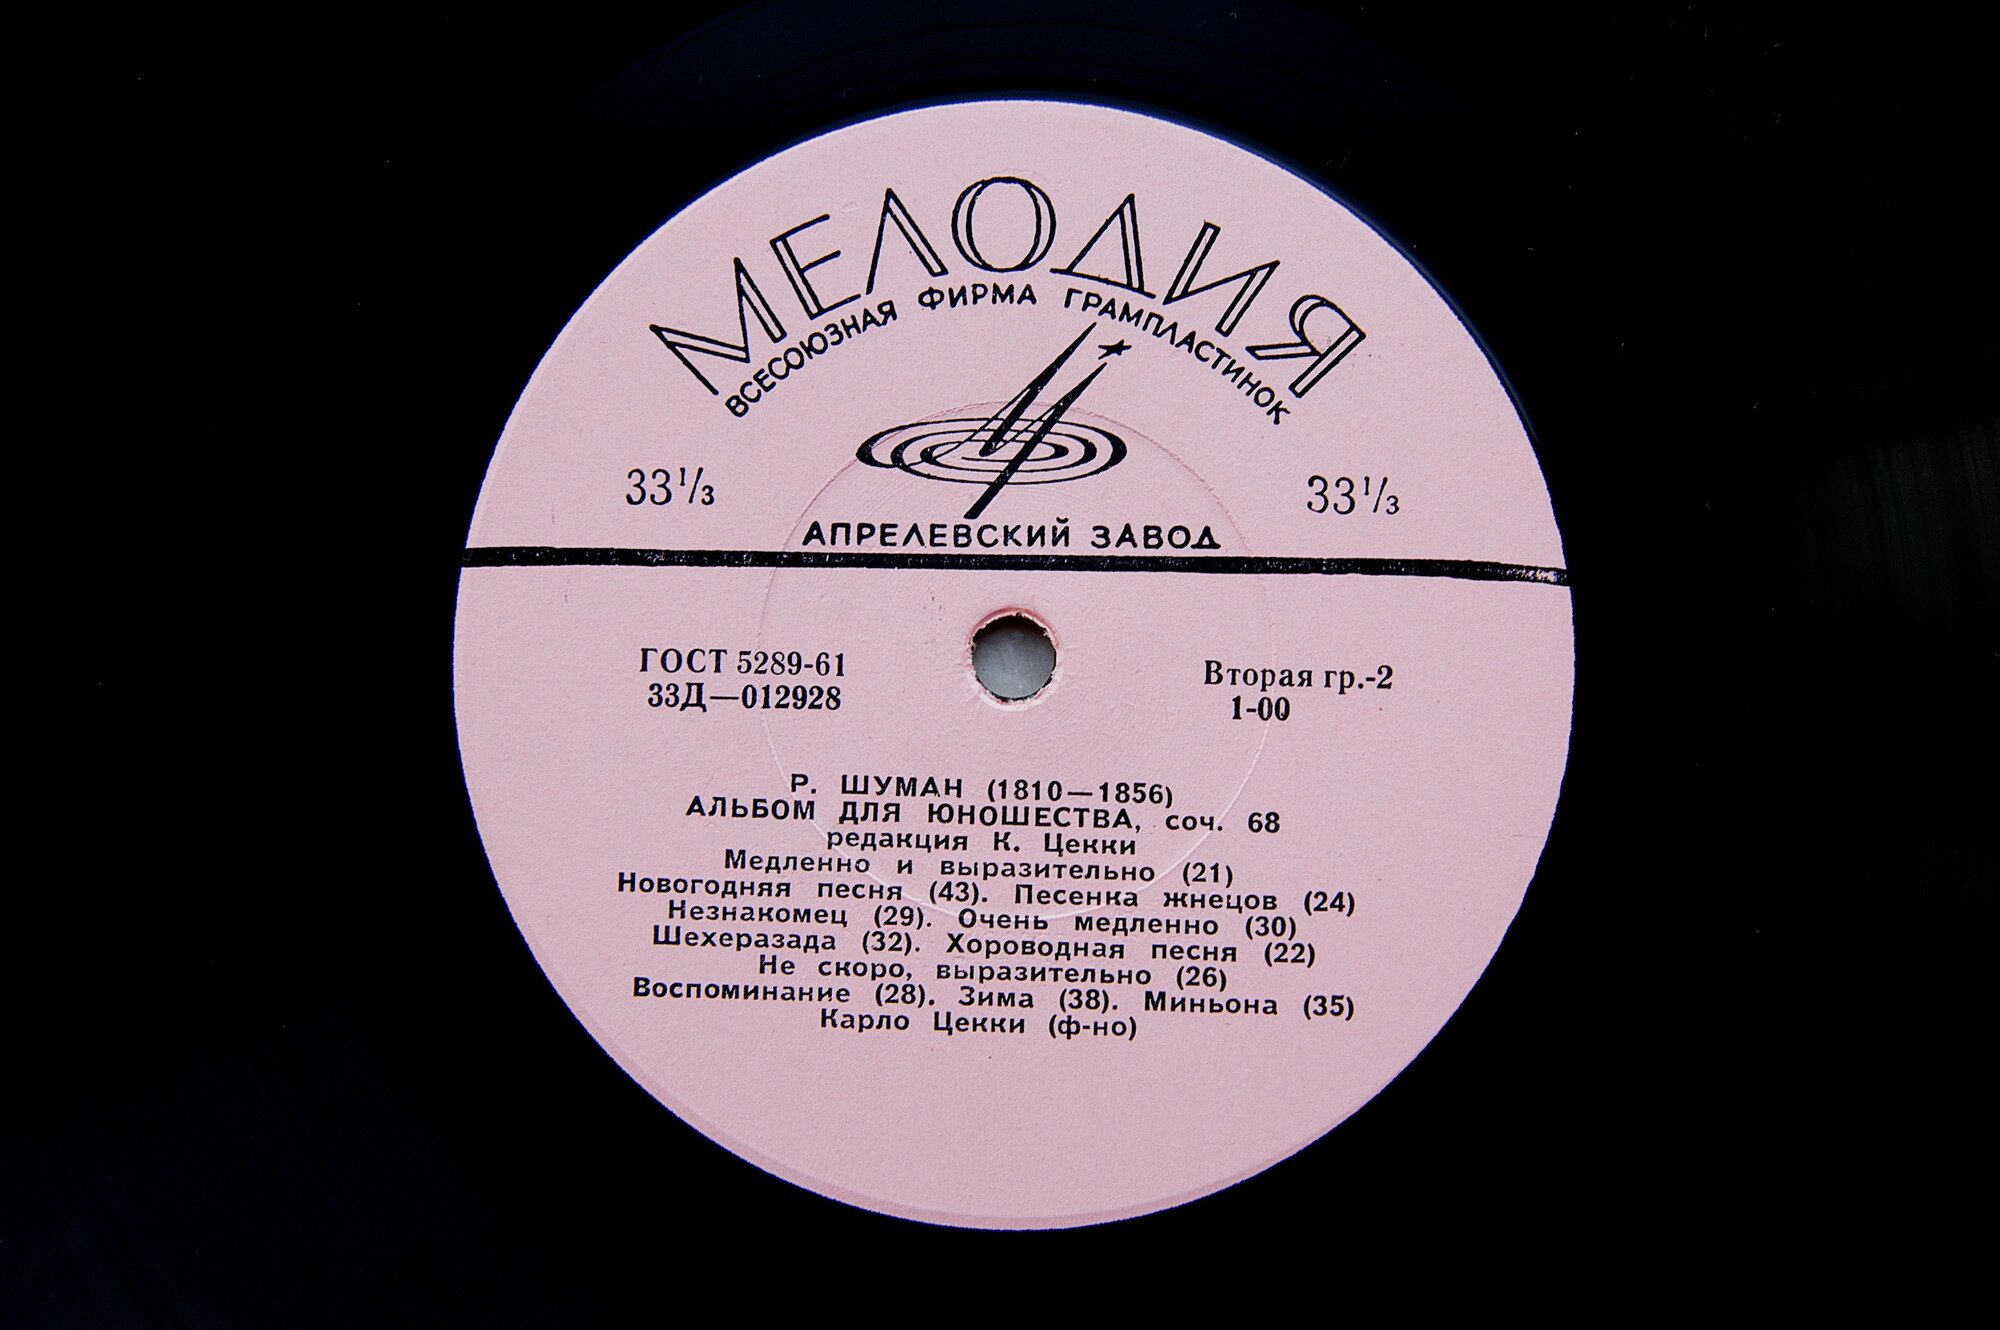 МЕЛОДИЯ
ВСЕСОЮЗНАЯ ФИРМА ГРАМПЛАСТИНОК
33⅓ 33⅓
АПРЕЛЕВСКИЙ ЗАВОД
ГОСТ 5289-61 Вторая гр.-2
33Д—012928 1-00
Р. ШУМАН (1810—1856)
АЛЬБОМ ДЛЯ ЮНОШЕСТВА, соч. 68
редакция К. Цекки
Медленно и выразительно (21)
Новогодняя песня (43). Песенка жнецов (24)
Незнакомец (29). Очень медленно (30)
Шехеразада (32). Хороводная песня (22)
Не скоро, выразительно (26)
Воспоминание (28). Зима (38). Миньона (35)
Карло Цекки (ф-но)